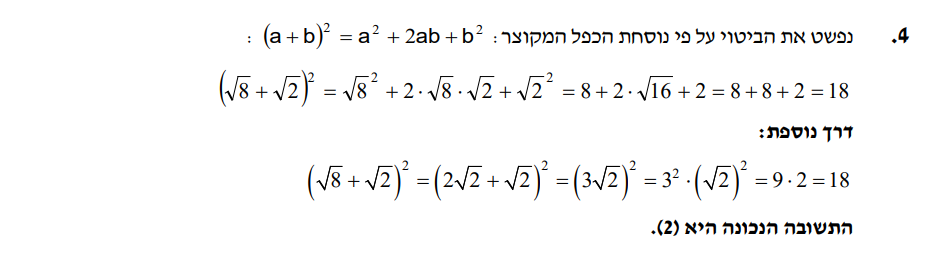 4. נפשט את הביטוי על פי נוסחת הכפל המקוצר: (a + b)² = a² + 2ab + b² :
(√8 + √2)² = √8² + 2 · √8 · √2 + √2² = 8 + 2 · √16 + 2 = 8 + 8 + 2 = 18
דרך נוספת:
(√8 + √2)² = (2√2 + √2)² = (3√2)² = 3² · (√2)² = 9 · 2 = 18
התשובה הנכונה היא (2).